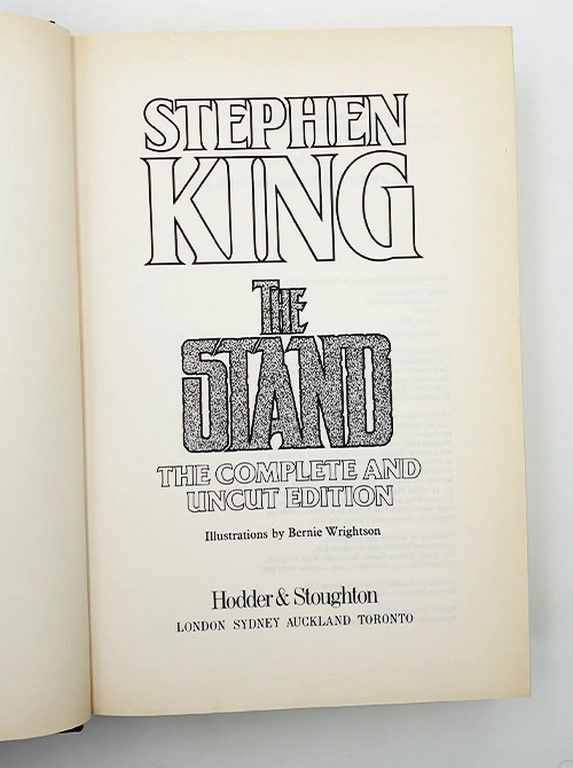 STEPHEN
KING
THE
STAND
THE COMPLETE AND
UNCUT EDITION
Illustrations by Bernie Wrightson
Hodder & Stoughton
LONDON SYDNEY AUCKLAND TORONTO